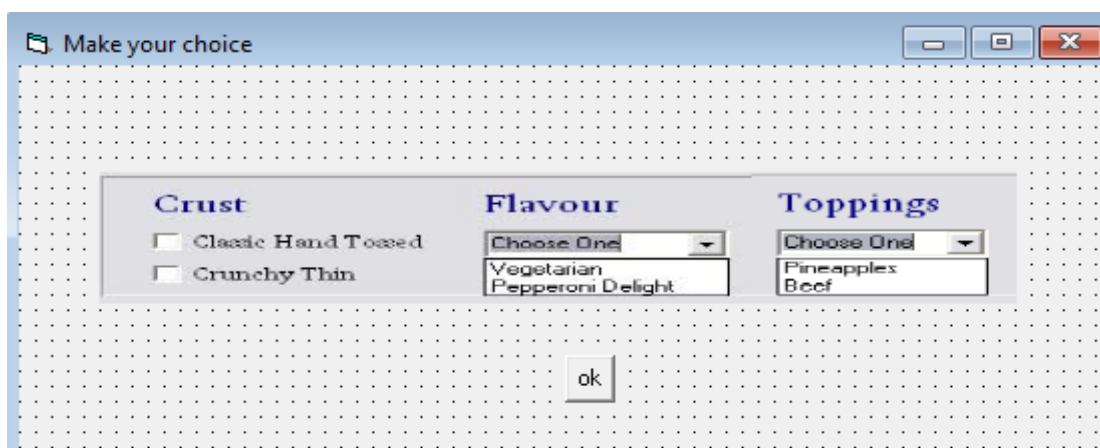 Make your choice
Crust
Flavour
Toppings
Classic Hand Tossed
Choose One
Choose One
Crunchy Thin
Vegetarian
Pepperoni Delight
Pineapples
Beef
ok